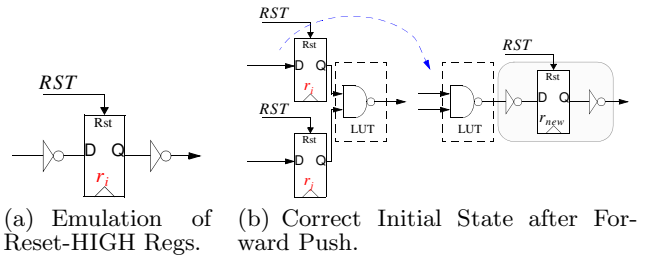 RST
Rst
D Q
r_i
RST
Rst
D Q
r_i
RST
Rst
D Q
r_j
LUT
LUT
RST
Rst
D Q
r_new
(a) Emulation of
Reset-HIGH Regs.
(b) Correct Initial State after For-
ward Push.